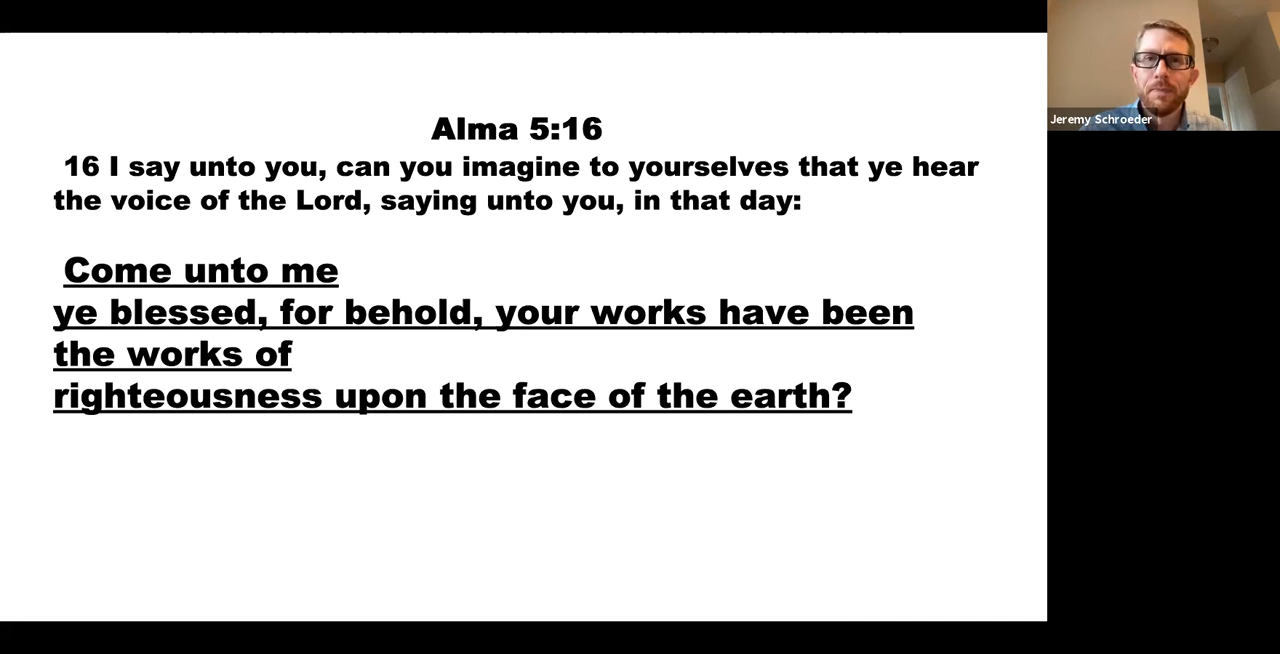 Alma 5:16
16 I say unto you, can you imagine to yourselves that ye hear
the voice of the Lord, saying unto you, in that day:
Come unto me
ye blessed, for behold, your works have been
the works of
righteousness upon the face of the earth?
Jeremy Schroeder